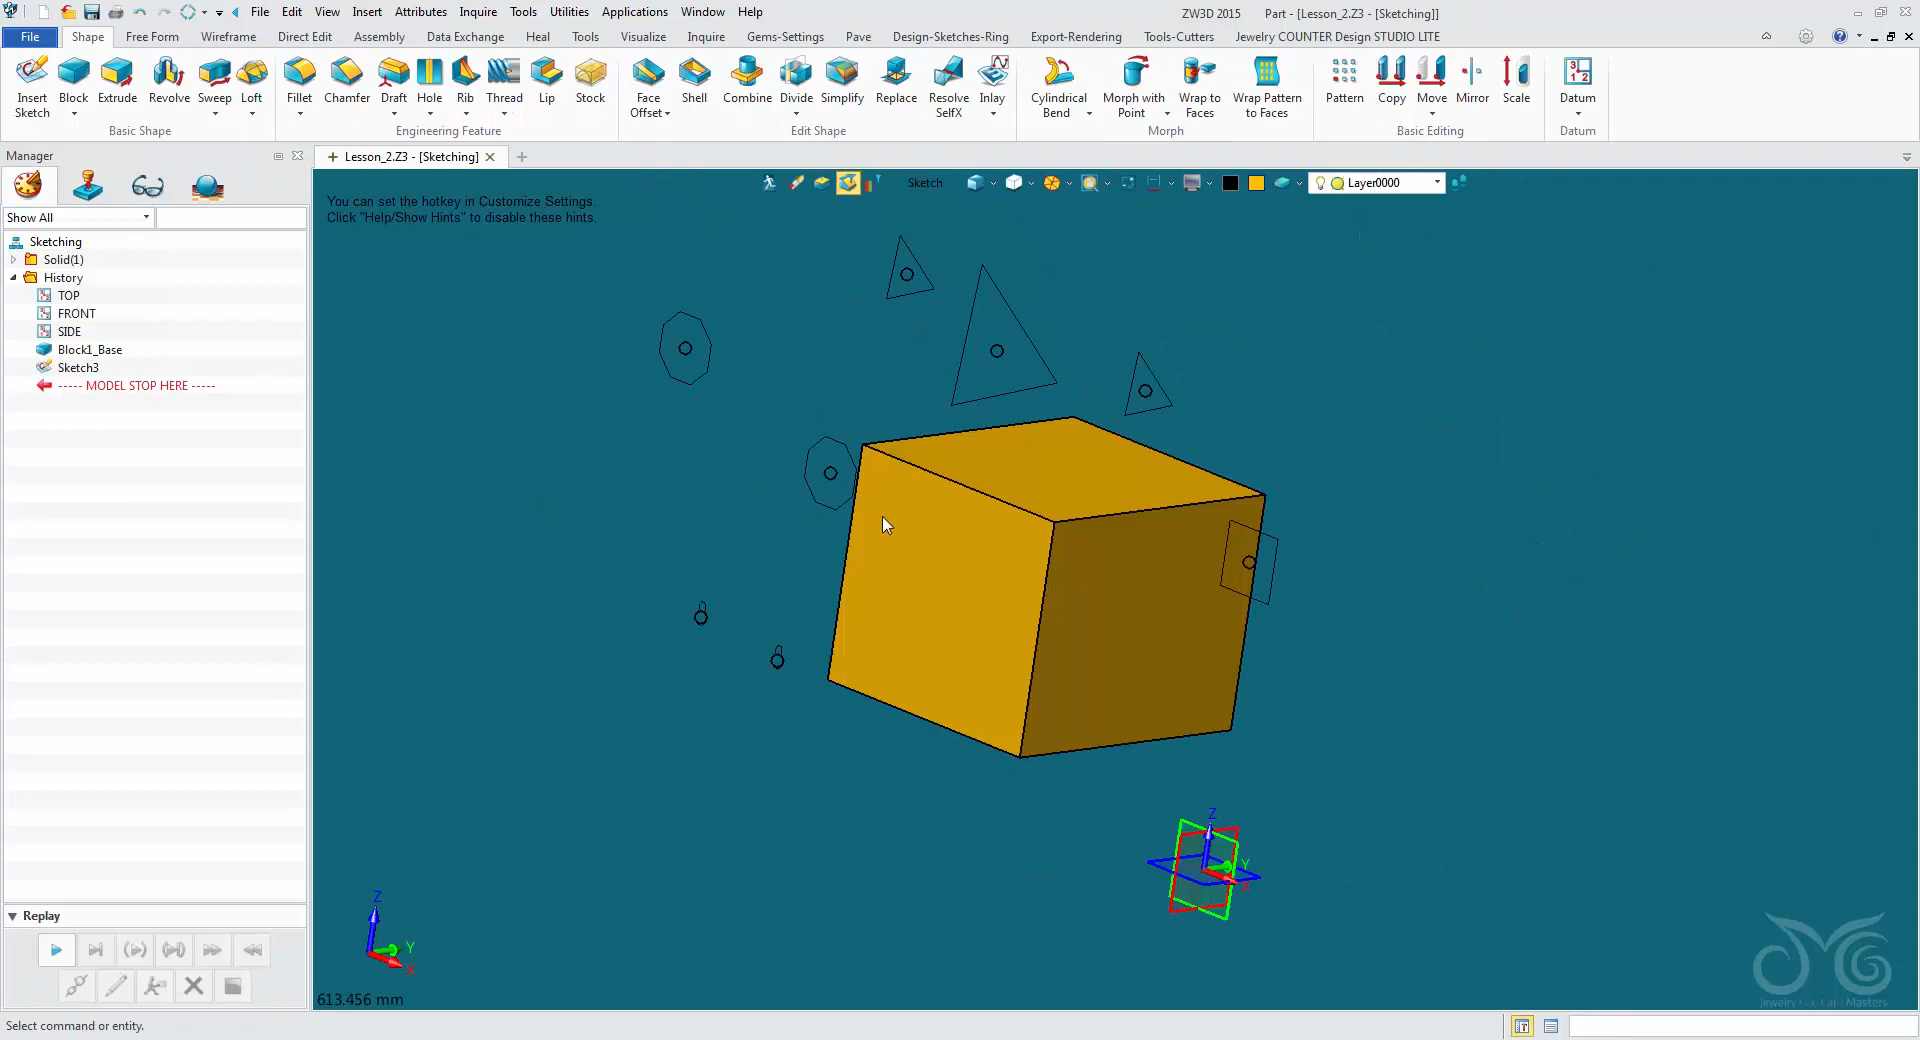 File Edit View Insert Attributes Inquire Tools Utilities Applications Window Help ZW3D 2015 Part - [Lesson_2.Z3 - [Sketching]]
File Shape Free Form Wireframe Direct Edit Assembly Data Exchange Heal Tools Visualize Inquire Gems-Settings Pave Design-Sketches-Ring Export-Rendering Tools-Cutters Jewelry COUNTER Design STUDIO LITE
Insert Sketch Block Extrude Revolve Sweep Loft Fillet Chamfer Draft Hole Rib Thread Lip Stock Face Offset Shell Combine Divide Simplify Replace Resolve SelfX Inlay Cylindrical Bend Morph with Point Wrap to Faces Wrap Pattern to Faces Pattern Copy Move Mirror Scale Datum
Basic Shape Engineering Feature Edit Shape Morph Basic Editing Datum
Manager
Lesson_2.Z3 - [Sketching]
Sketch
Layer0000
You can set the hotkey in Customize Settings.
Click "Help/Show Hints" to disable these hints.
Show All
Sketching
Solid(1)
History
TOP
FRONT
SIDE
Block1_Base
Sketch3
----- MODEL STOP HERE -----
Z
Y
X
Z
Y
X
Replay
613.456 mm
Select command or entity.